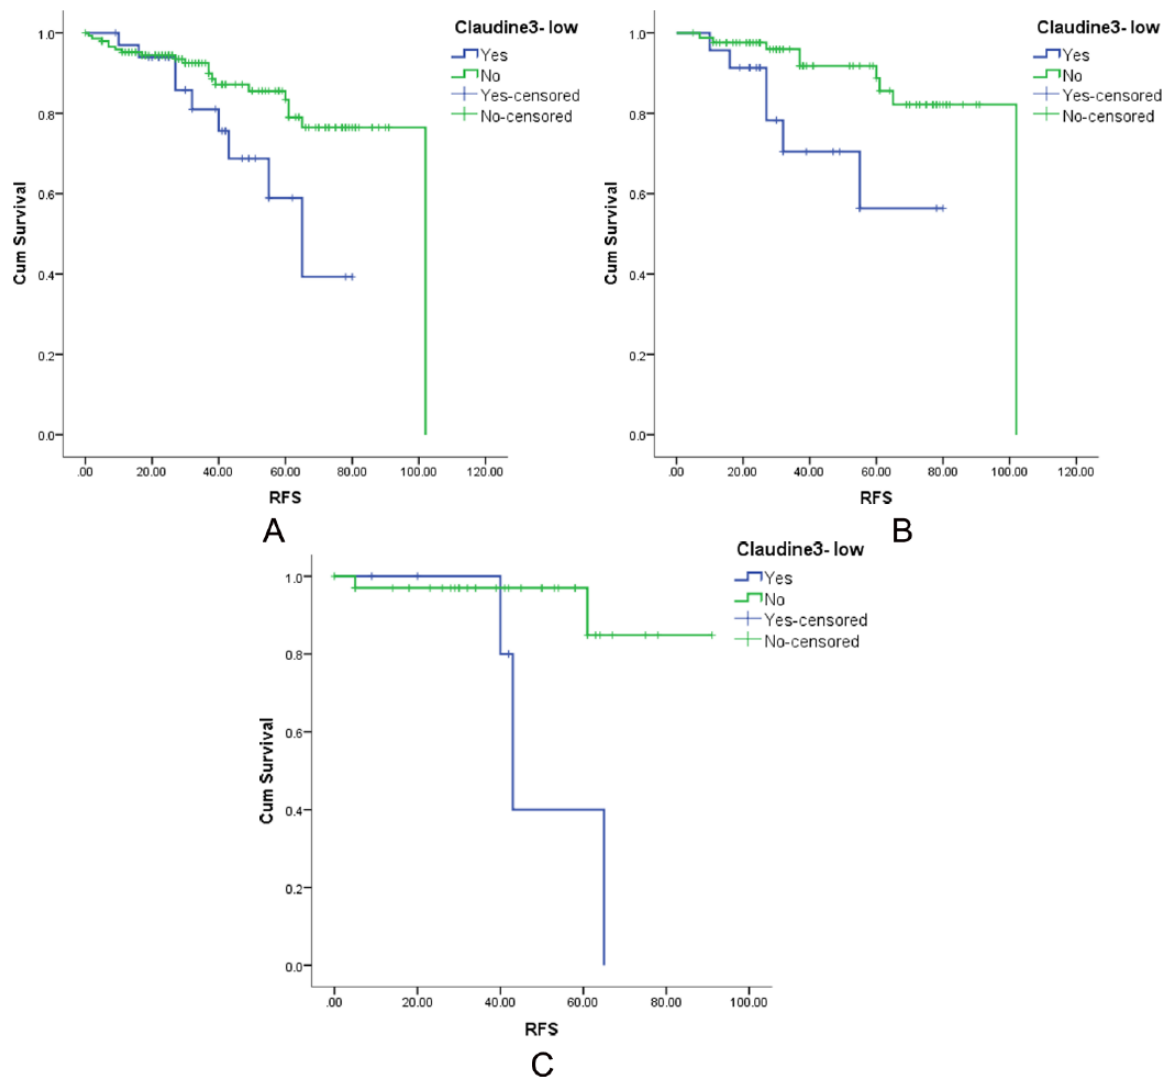 Claudine3- low
Yes
No
Yes-censored
No-censored
1.0
0.8
0.6
0.4
0.2
0.0
Cum Survival
.00 20.00 40.00 60.00 80.00 100.00 120.00
RFS
A
Claudine3- low
Yes
No
Yes-censored
No-censored
1.0
0.8
0.6
0.4
0.2
0.0
Cum Survival
.00 20.00 40.00 60.00 80.00 100.00 120.00
RFS
B
Claudine3- low
Yes
No
Yes-censored
No-censored
1.0
0.8
0.6
0.4
0.2
0.0
Cum Survival
.00 20.00 40.00 60.00 80.00 100.00
RFS
C